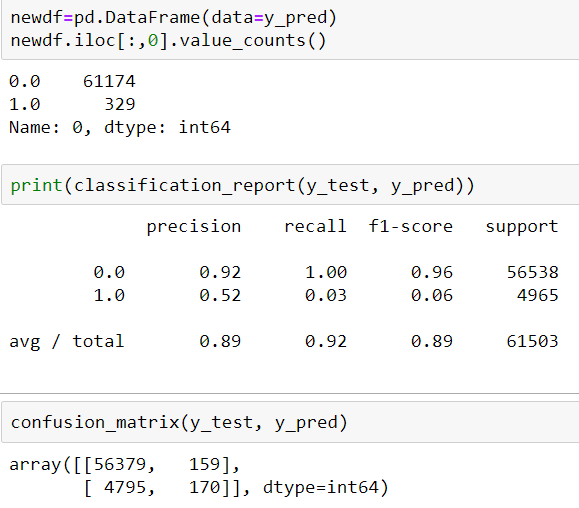 newdf=pd.DataFrame(data=y_pred)
newdf.iloc[:,0].value_counts()
0.0    61174
1.0      329
Name: 0, dtype: int64
print(classification_report(y_test, y_pred))
             precision    recall  f1-score   support
        0.0       0.92      1.00      0.96     56538
        1.0       0.52      0.03      0.06      4965
avg / total       0.89      0.92      0.89     61503
confusion_matrix(y_test, y_pred)
array([[56379,   159],
       [ 4795,   170]], dtype=int64)